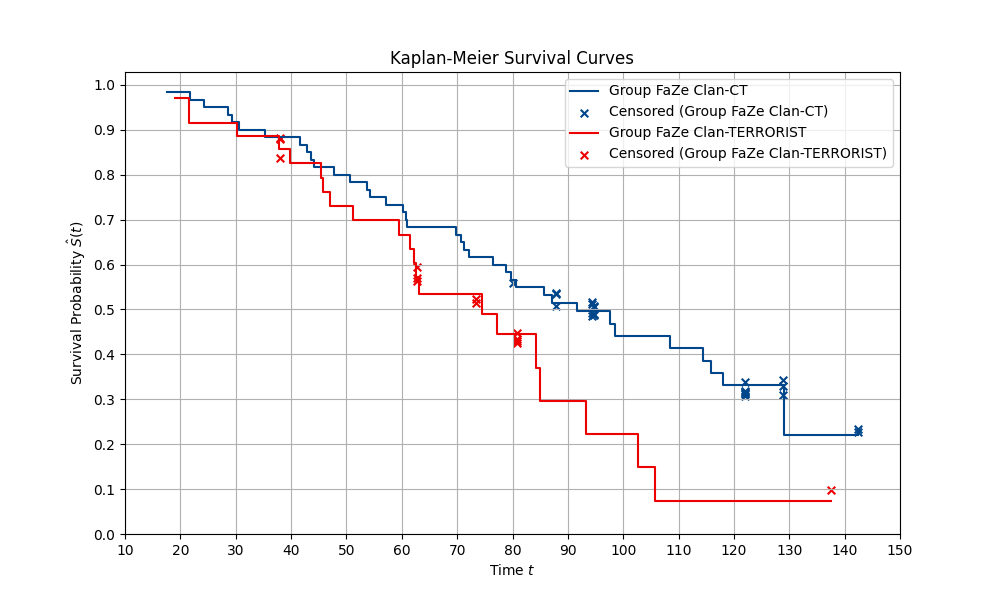 Kaplan-Meier Survival Curves
Group FaZe Clan-CT
Censored (Group FaZe Clan-CT)
Group FaZe Clan-TERRORIST
Censored (Group FaZe Clan-TERRORIST)
Survival Probability Ŝ(t)
1.0
0.9
0.8
0.7
0.6
0.5
0.4
0.3
0.2
0.1
0.0
10 20 30 40 50 60 70 80 90 100 110 120 130 140 150
Time t